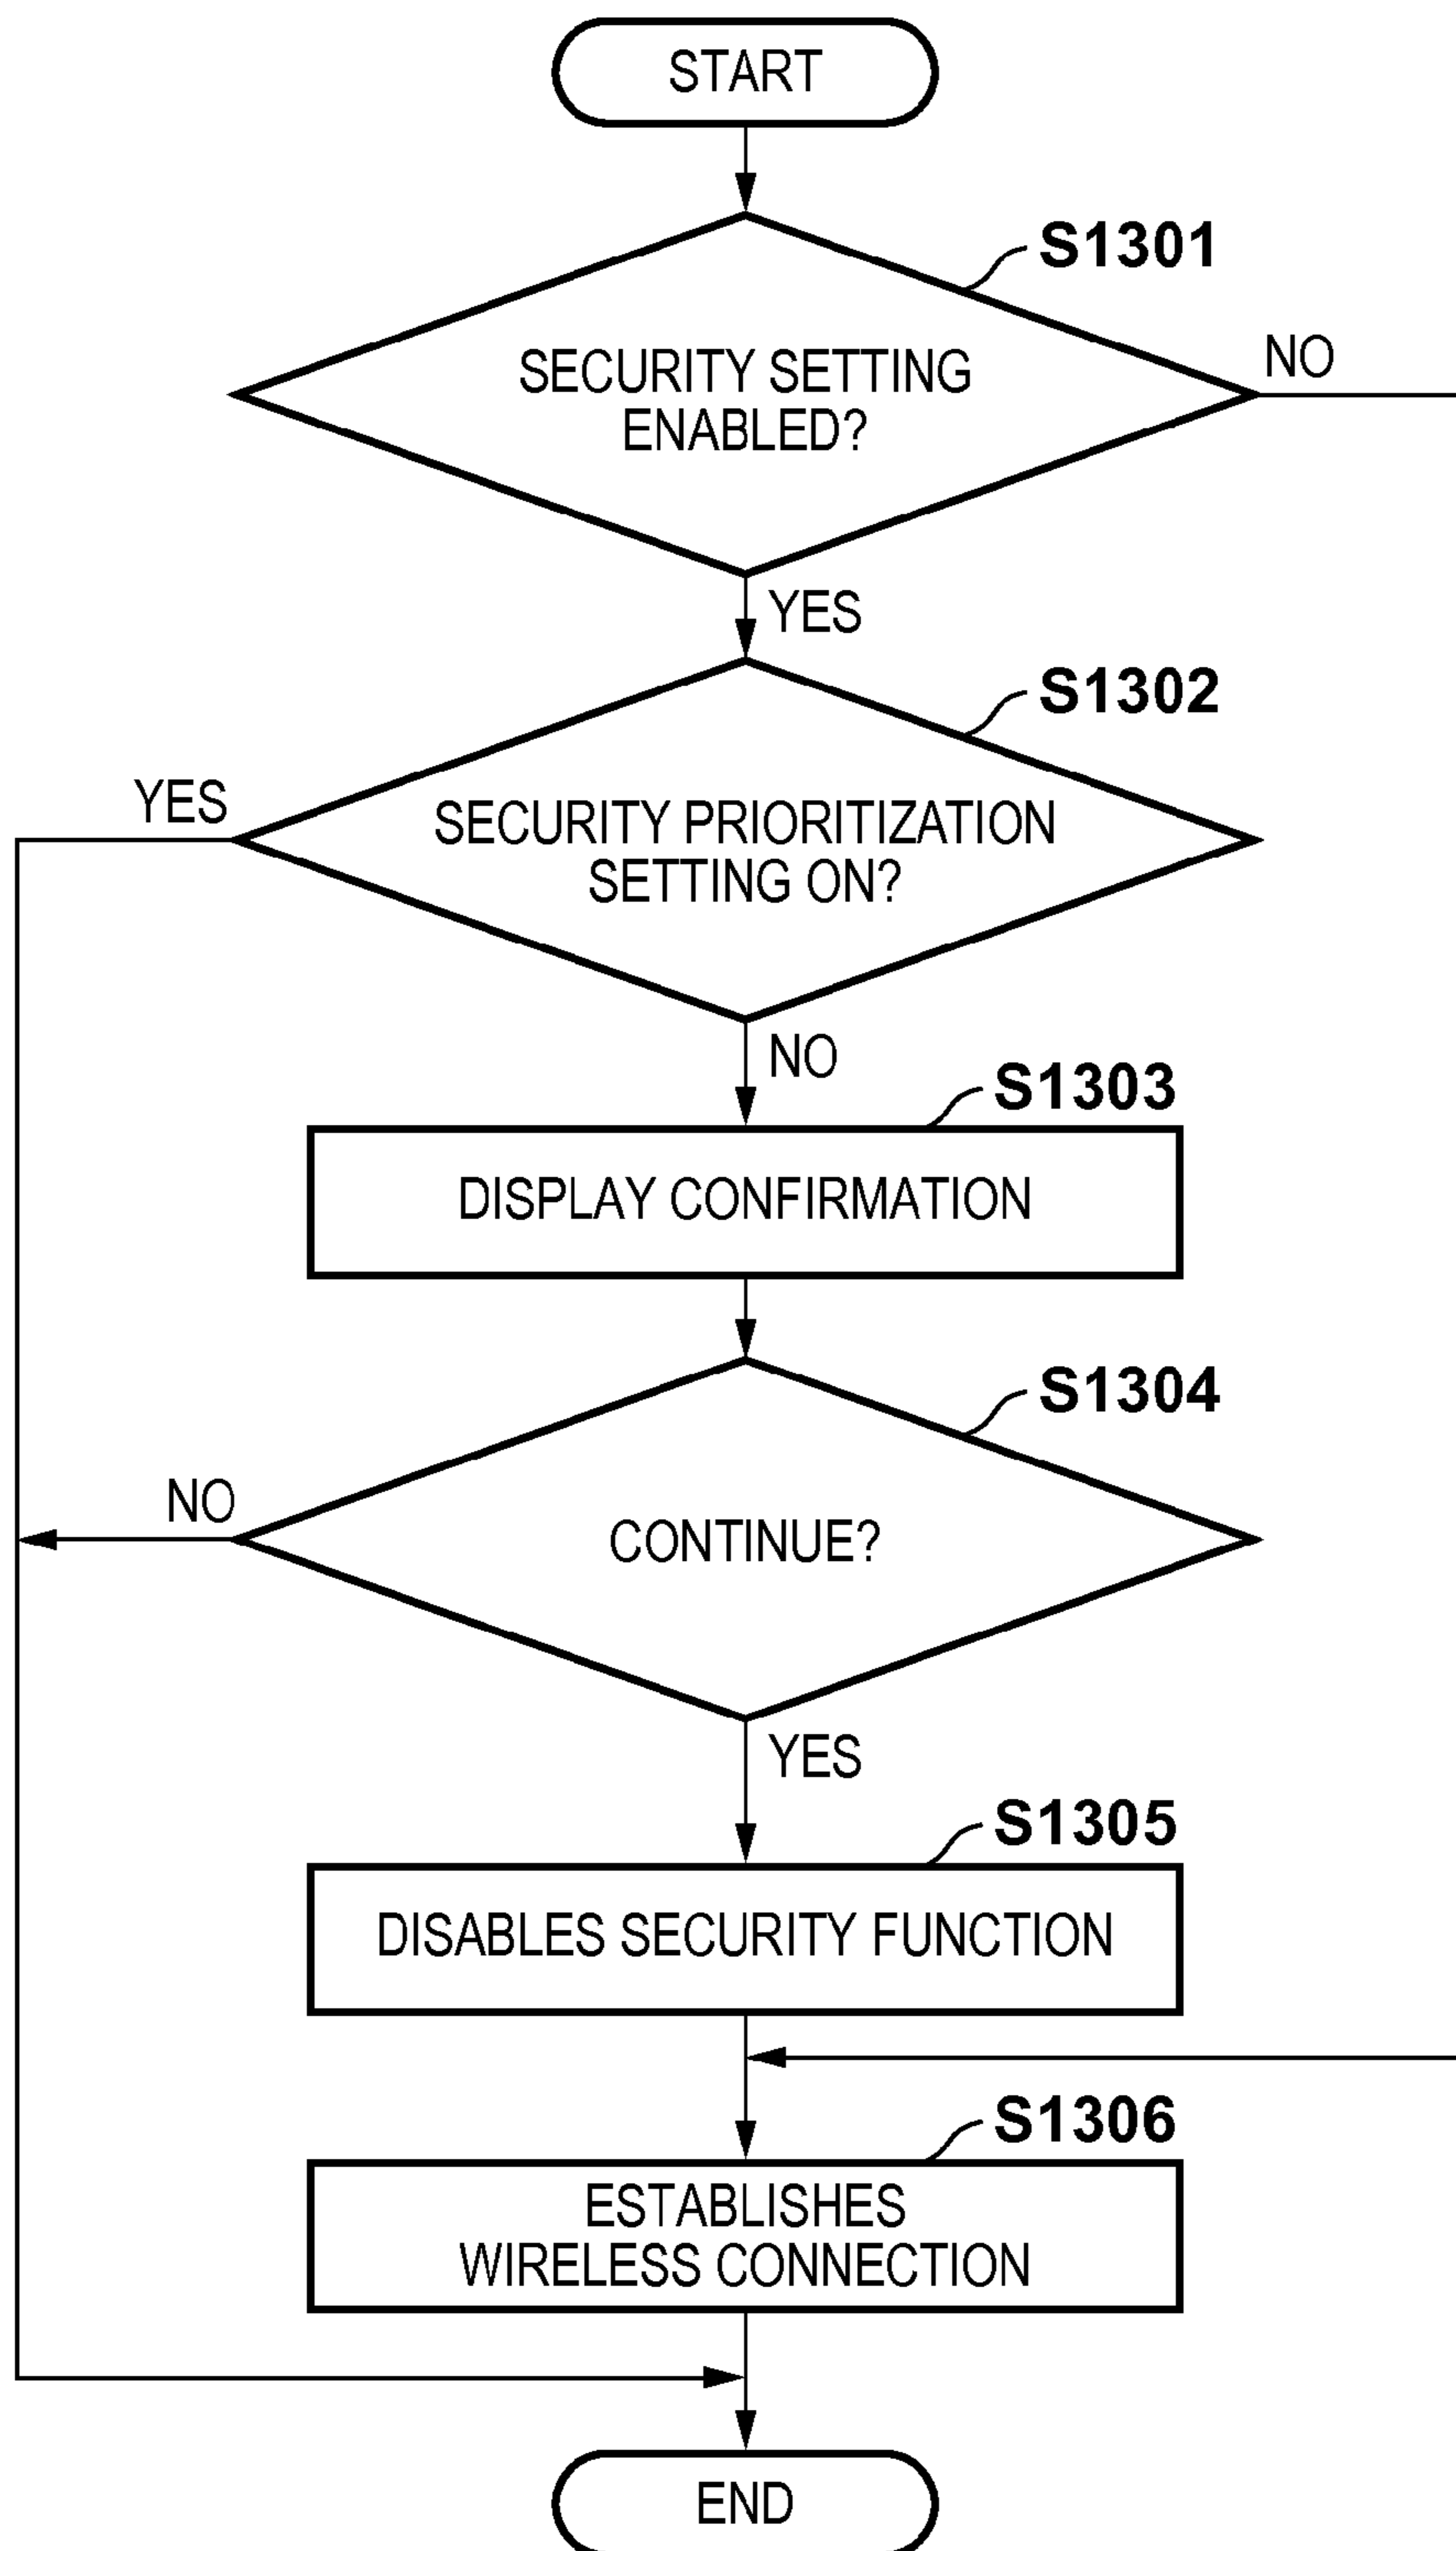 START
S1301
SECURITY SETTING
ENABLED?
NO
YES
S1302
YES
SECURITY PRIORITIZATION
SETTING ON?
NO
S1303
DISPLAY CONFIRMATION
S1304
NO
CONTINUE?
YES
S1305
DISABLES SECURITY FUNCTION
S1306
ESTABLISHES
WIRELESS CONNECTION
END